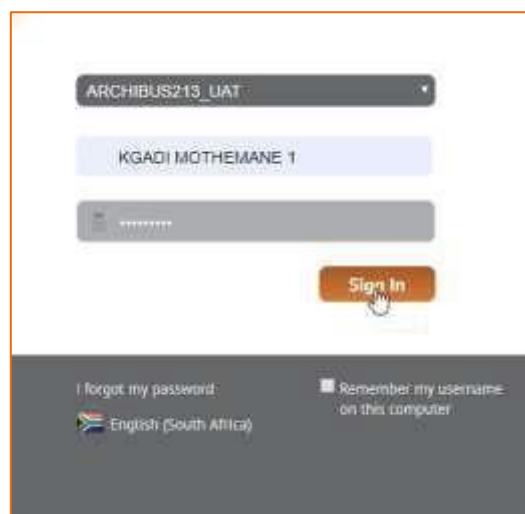 ARCHIBUS213_UAT
KGADI MOTHEMANE 1
Sign In
I forgot my password
Remember my username
on this computer
English (South Africa)